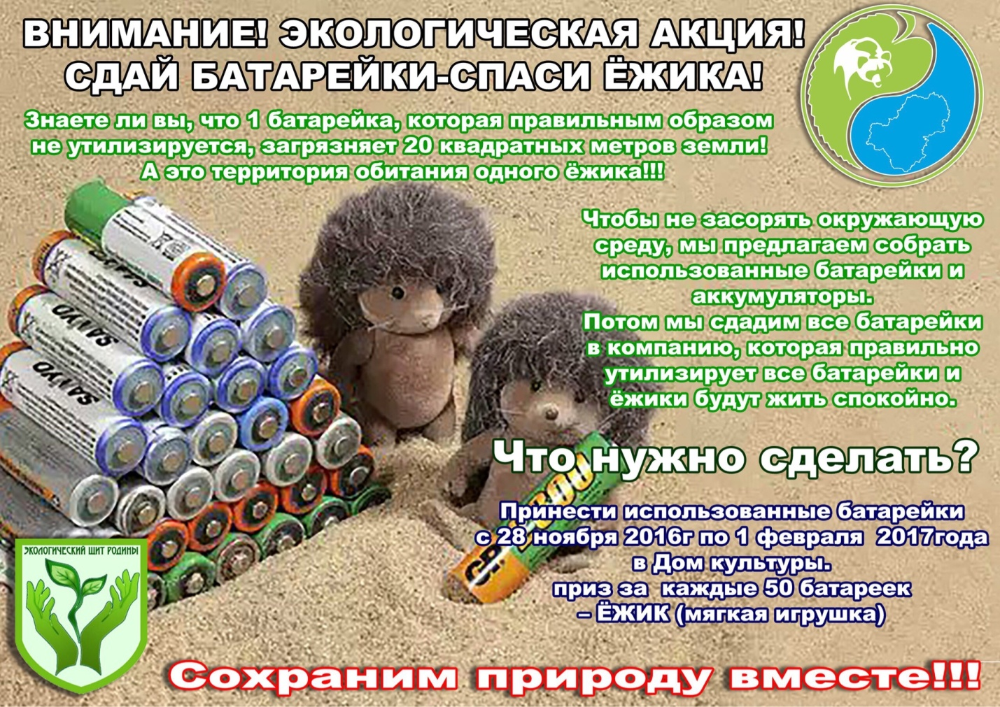 ВНИМАНИЕ! ЭКОЛОГИЧЕСКАЯ АКЦИЯ!
СДАЙ БАТАРЕЙКИ-СПАСИ ЁЖИКА!
Знаете ли вы, что 1 батарейка, которая правильным образом
не утилизируется, загрязняет 20 квадратных метров земли!
А это территория обитания одного ёжика!!!
Чтобы не засорять окружающую
среду, мы предлагаем собрать
использованные батарейки и
аккумуляторы.
Потом мы сдадим все батарейки
в компанию, которая правильно
утилизирует все батарейки и
ёжики будут жить спокойно.
SANYO
SANYO
SANYO
Что нужно сделать?
Принести использованные батарейки
с 28 ноября 2016г по 1 февраля 2017года
в Дом культуры.
приз за каждые 50 батареек
– ЁЖИК (мягкая игрушка)
GP
ЭКОЛОГИЧЕСКИЙ ЩИТ РОДИНЫ
Сохраним природу вместе!!!